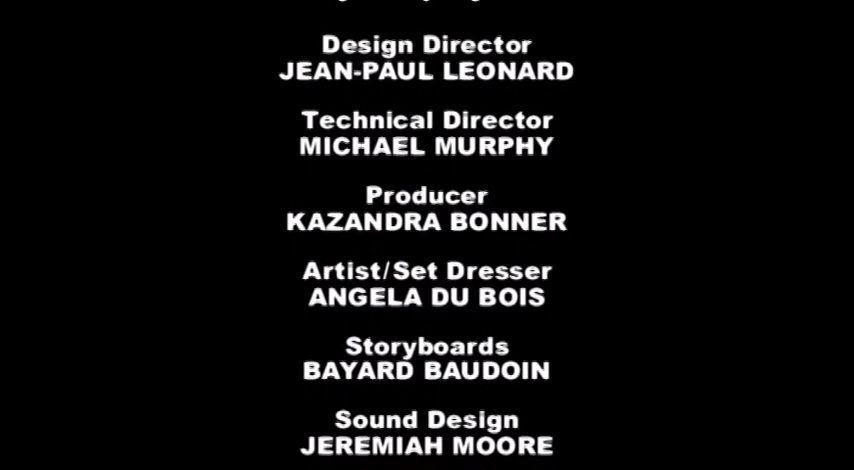 Design Director
JEAN-PAUL LEONARD
Technical Director
MICHAEL MURPHY
Producer
KAZANDRA BONNER
Artist/Set Dresser
ANGELA DU BOIS
Storyboards
BAYARD BAUDOIN
Sound Design
JEREMIAH MOORE